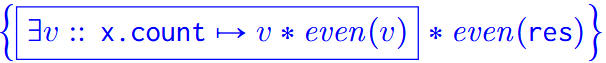 {∃v :: x.count ↦ v * even(v) * even(res)}